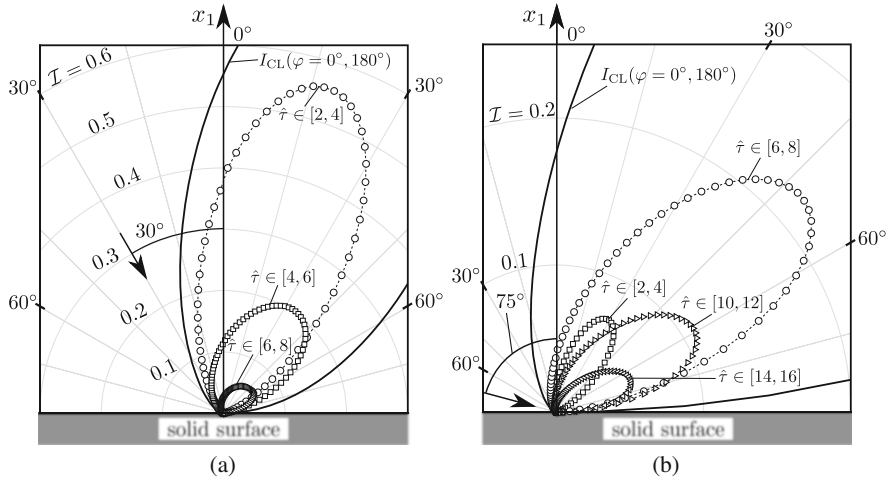 x₁
0°
𝓘 = 0.6
I_CL(φ = 0°, 180°)
30°
30°
τ̂ ∈ [2, 4]
0.5
0.4
30°
0.3
τ̂ ∈ [4, 6]
60°
60°
0.2
τ̂ ∈ [6, 8]
0.1
solid surface
(a)
x₁
0°
30°
I_CL(φ = 0°, 180°)
𝓘 = 0.2
τ̂ ∈ [6, 8]
60°
0.1
30°
τ̂ ∈ [2, 4]
τ̂ ∈ [10, 12]
75°
60°
τ̂ ∈ [14, 16]
solid surface
(b)